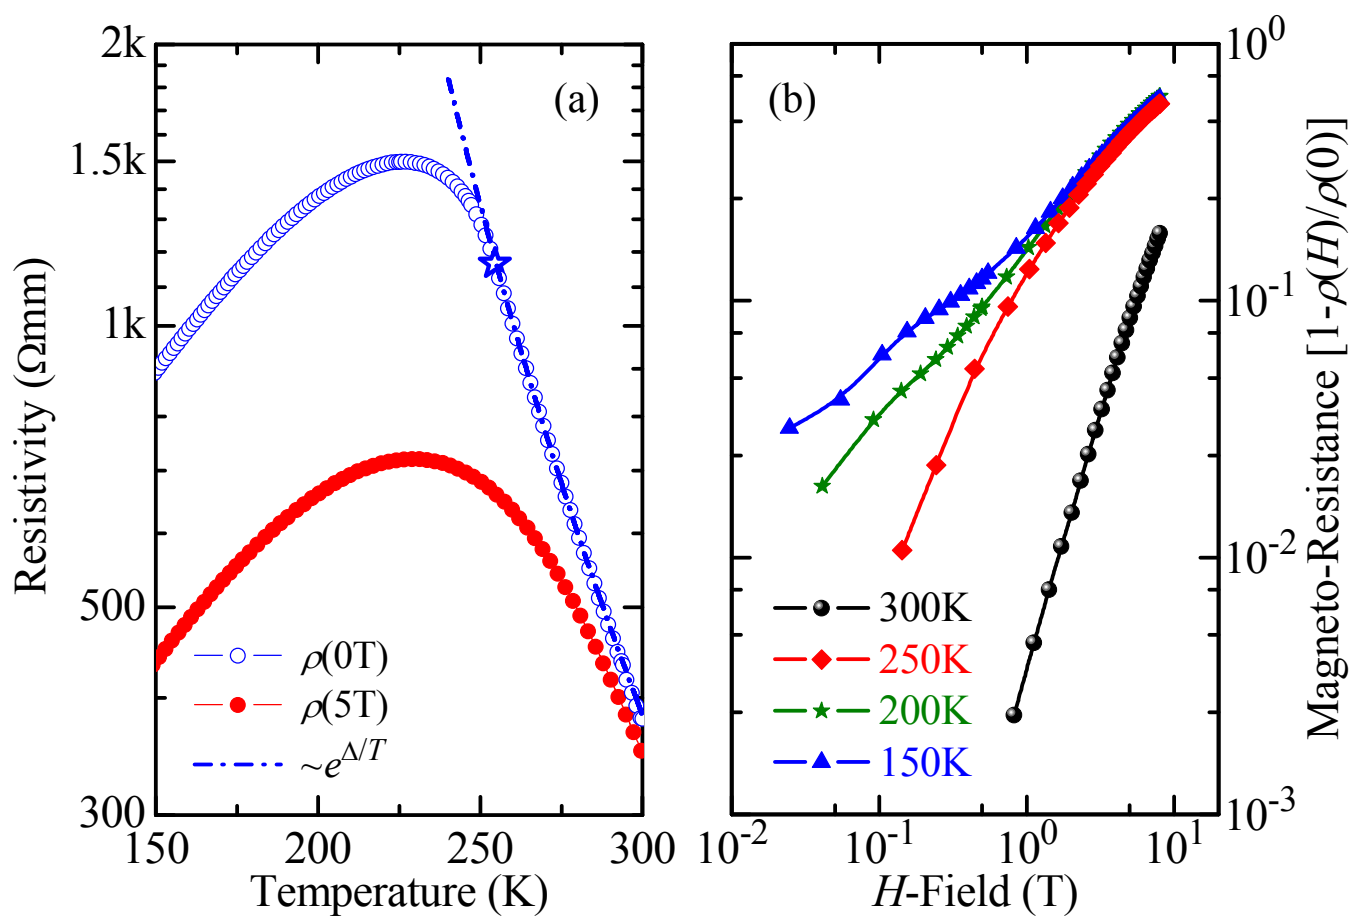 (a)
2k
1.5k
1k
500
300
Resistivity (Ωmm)
ρ(0T)
ρ(5T)
~e^Δ/T
150
200
250
300
Temperature (K)
(b)
10^0
10^-1
10^-2
10^-3
Magneto-Resistance [1-ρ(H)/ρ(0)]
300K
250K
200K
150K
10^-2
10^-1
10^0
10^1
H-Field (T)